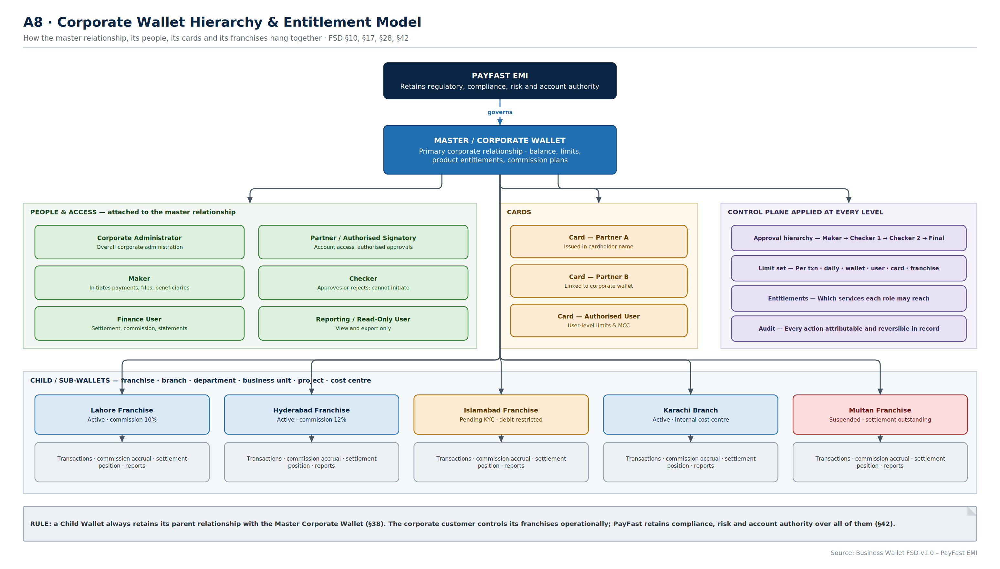 A8 · Corporate Wallet Hierarchy & Entitlement Model
How the master relationship, its people, its cards and its franchises hang together · FSD §10, §17, §28, §42
PAYFAST EMI
Retains regulatory, compliance, risk and account authority
governs
MASTER / CORPORATE WALLET
Primary corporate relationship · balance, limits,
product entitlements, commission plans
PEOPLE & ACCESS — attached to the master relationship
Corporate Administrator
Overall corporate administration
Partner / Authorised Signatory
Account access, authorised approvals
Maker
Initiates payments, files, beneficiaries
Checker
Approves or rejects; cannot initiate
Finance User
Settlement, commission, statements
Reporting / Read-Only User
View and export only
CARDS
Card — Partner A
Issued in cardholder name
Card — Partner B
Linked to corporate wallet
Card — Authorised User
User-level limits & MCC
CONTROL PLANE APPLIED AT EVERY LEVEL
Approval hierarchy — Maker → Checker 1 → Checker 2 → Final
Limit set — Per txn · daily · wallet · user · card · franchise
Entitlements — Which services each role may reach
Audit — Every action attributable and reversible in record
CHILD / SUB-WALLETS — franchise · branch · department · business unit · project · cost centre
Lahore Franchise
Active · commission 10%
Hyderabad Franchise
Active · commission 12%
Islamabad Franchise
Pending KYC · debit restricted
Karachi Branch
Active · internal cost centre
Multan Franchise
Suspended · settlement outstanding
Transactions · commission accrual · settlement
position · reports
Transactions · commission accrual · settlement
position · reports
Transactions · commission accrual · settlement
position · reports
Transactions · commission accrual · settlement
position · reports
Transactions · commission accrual · settlement
position · reports
RULE: a Child Wallet always retains its parent relationship with the Master Corporate Wallet (§38). The corporate customer controls its franchises operationally; PayFast retains compliance, risk and account authority over all of them (§42).
Source: Business Wallet FSD v1.0 – PayFast EMI